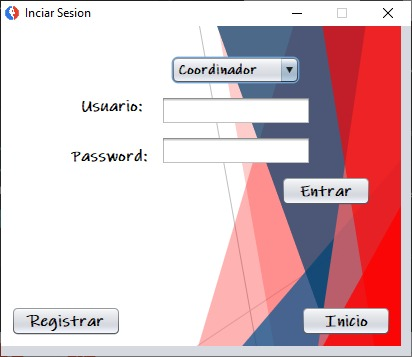 Inciar Sesion
Coordinador
Usuario:
Password:
Entrar
Registrar
Inicio